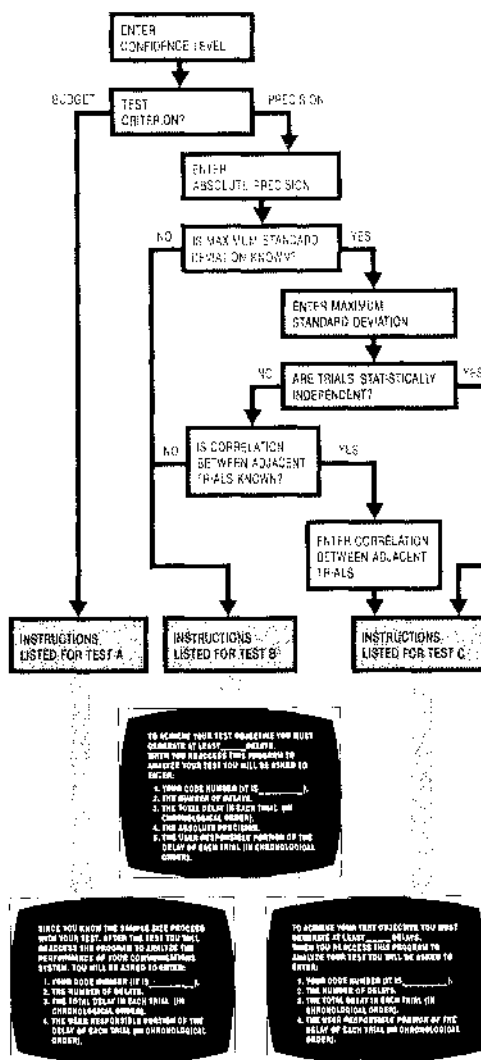 ENTER
CONFIDENCE LEVEL
BUDGET
PRECISION
TEST
CRITERION?
ENTER
ABSOLUTE PRECISION
NO
IS MAXIMUM STANDARD
DEVIATION KNOWN?
YES
ENTER MAXIMUM
STANDARD DEVIATION
NO
ARE TRIALS STATISTICALLY
INDEPENDENT?
YES
NO
IS CORRELATION
BETWEEN ADJACENT
TRIALS KNOWN?
YES
ENTER CORRELATION
BETWEEN ADJACENT
TRIALS
INSTRUCTIONS
LISTED FOR TEST A
INSTRUCTIONS
LISTED FOR TEST B
INSTRUCTIONS
LISTED FOR TEST C
TO ACHIEVE YOUR TEST OBJECTIVE YOU MUST
GENERATE AT LEAST_____DELAYS.
WHEN YOU REACCESS THIS PROGRAM TO
ANALYZE YOUR TEST YOU WILL BE ASKED TO
ENTER:
1. YOUR CODE NUMBER (IT IS __________).
2. THE NUMBER OF DELAYS.
3. THE TOTAL DELAY IN EACH TRIAL (IN
CHRONOLOGICAL ORDER).
4. THE ABSOLUTE PRECISION.
5. THE USER RESPONSIBLE PORTION OF THE
DELAY OF EACH TRIAL (IN CHRONOLOGICAL
ORDER).
SINCE YOU KNOW THE SAMPLE SIZE PROCEED
WITH YOUR TEST. AFTER THE TEST YOU WILL
REACCESS THIS PROGRAM TO ANALYZE THE
PERFORMANCE OF YOUR COMMUNICATIONS
SYSTEM. YOU WILL BE ASKED TO ENTER:
1. YOUR CODE NUMBER (IT IS __________).
2. THE NUMBER OF DELAYS.
3. THE TOTAL DELAY IN EACH TRIAL (IN
CHRONOLOGICAL ORDER).
4. THE USER RESPONSIBLE PORTION OF THE
DELAY OF EACH TRIAL (IN CHRONOLOGICAL
ORDER).
TO ACHIEVE YOUR TEST OBJECTIVE YOU MUST
GENERATE AT LEAST_____DELAYS.
WHEN YOU REACCESS THIS PROGRAM TO
ANALYZE YOUR TEST YOU WILL BE ASKED TO
ENTER:
1. YOUR CODE NUMBER (IT IS __________).
2. THE NUMBER OF DELAYS.
3. THE TOTAL DELAY IN EACH TRIAL (IN
CHRONOLOGICAL ORDER).
4. THE USER RESPONSIBLE PORTION OF THE
DELAY OF EACH TRIAL (IN CHRONOLOGICAL
ORDER).